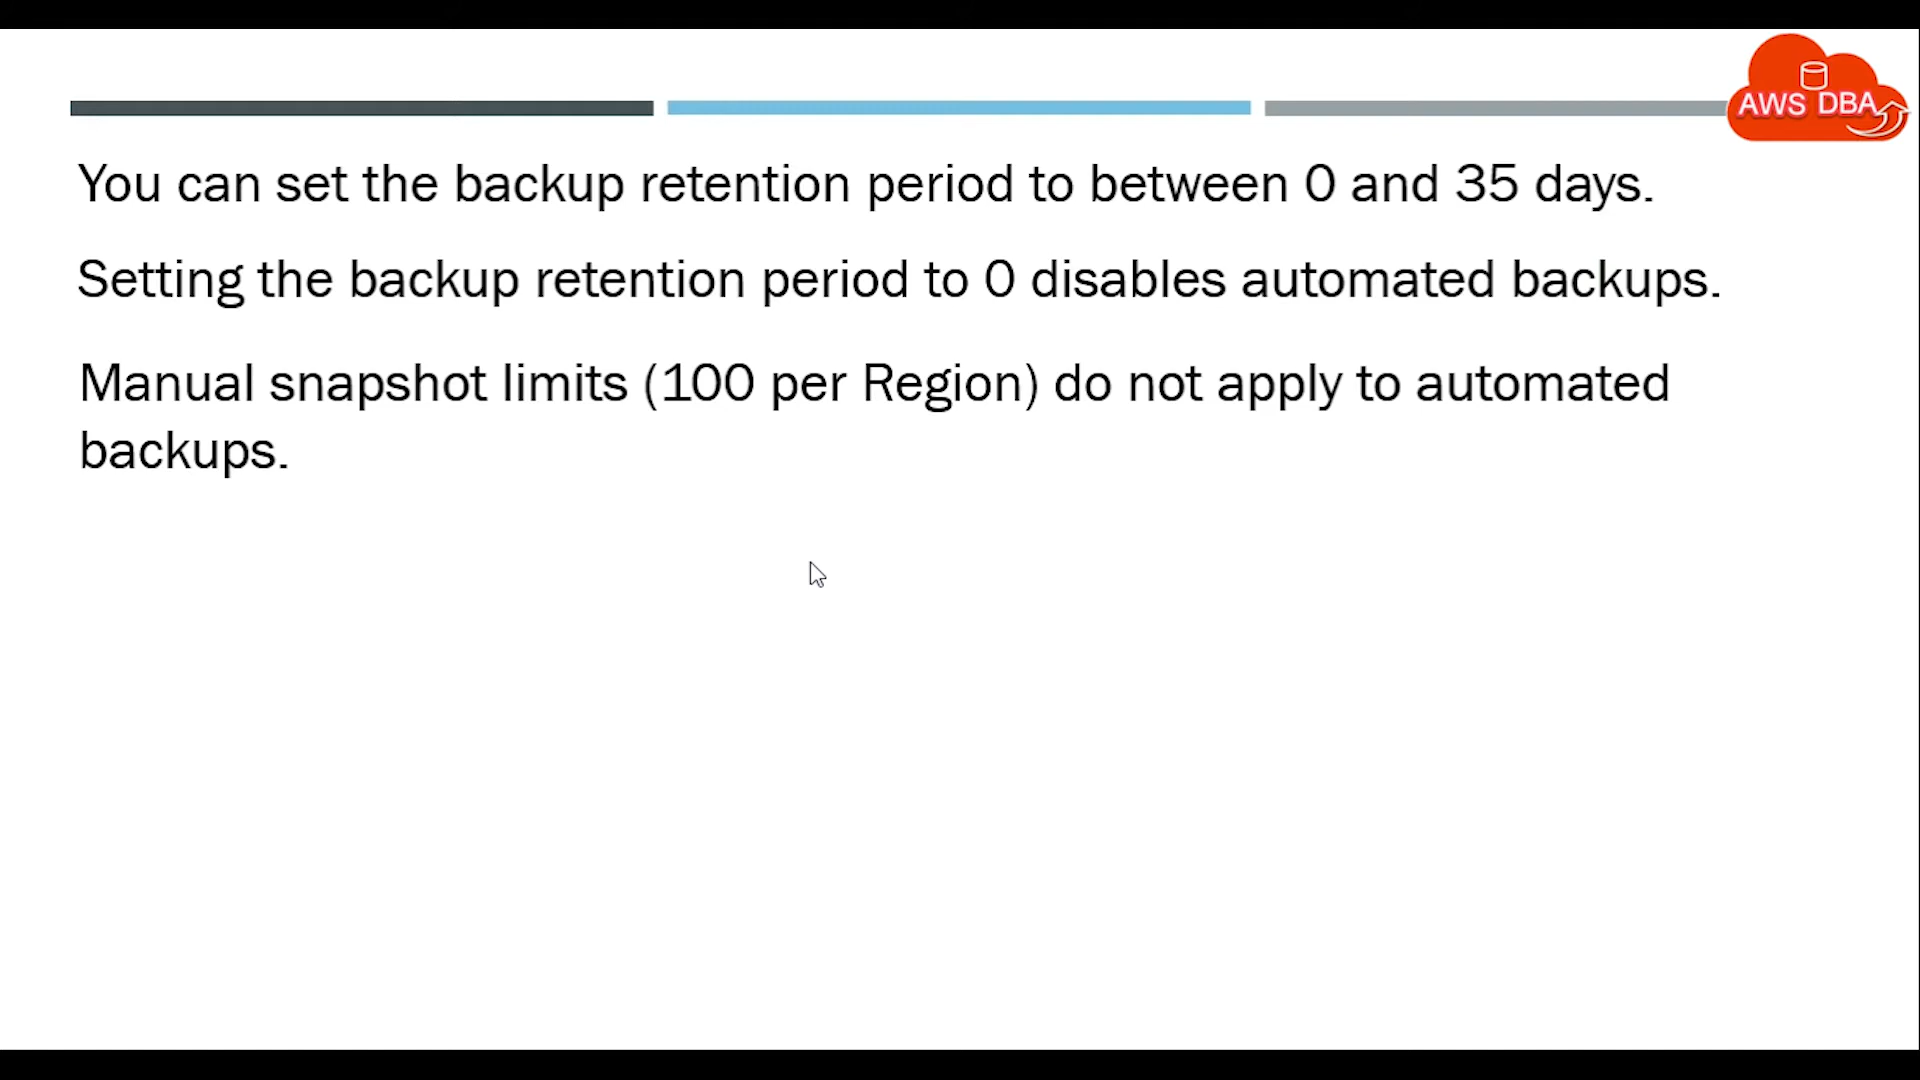 AWS DBA
You can set the backup retention period to between 0 and 35 days.
Setting the backup retention period to 0 disables automated backups.
Manual snapshot limits (100 per Region) do not apply to automated
backups.